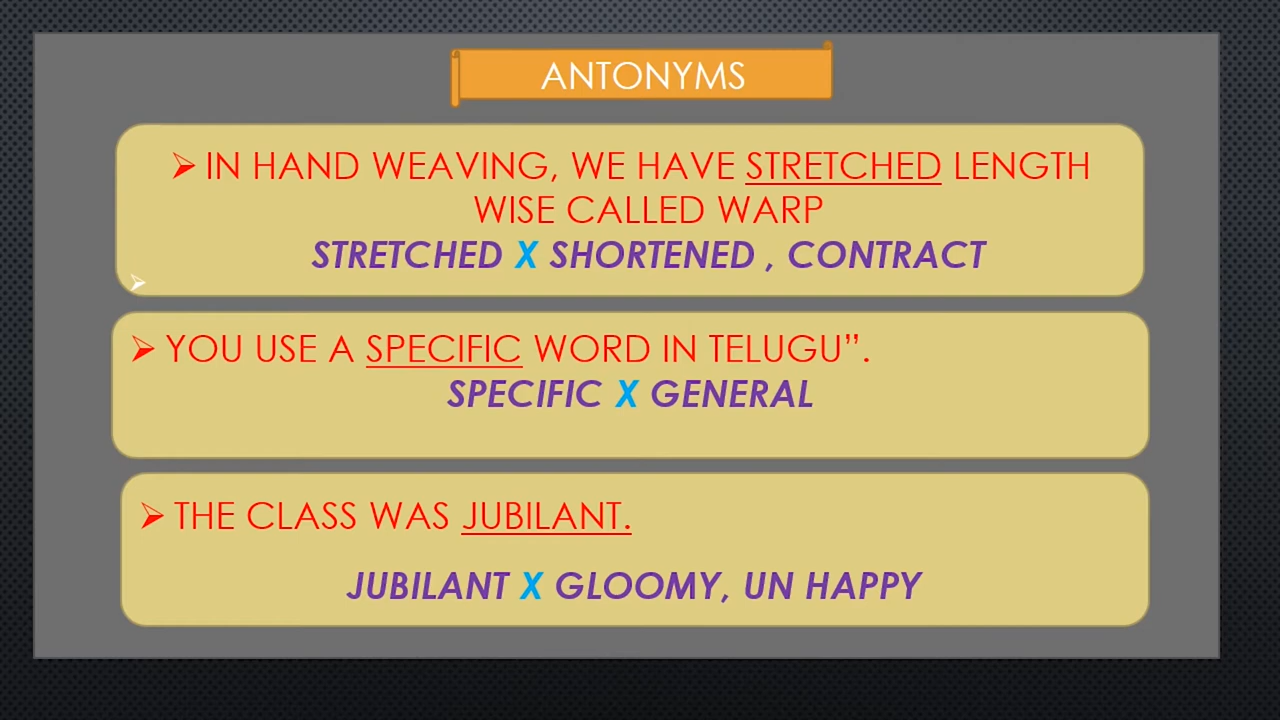 ANTONYMS
➢ IN HAND WEAVING, WE HAVE STRETCHED LENGTH
WISE CALLED WARP
STRETCHED X SHORTENED , CONTRACT
➢
➢ YOU USE A SPECIFIC WORD IN TELUGU”.
SPECIFIC X GENERAL
➢ THE CLASS WAS JUBILANT.
JUBILANT X GLOOMY, UN HAPPY